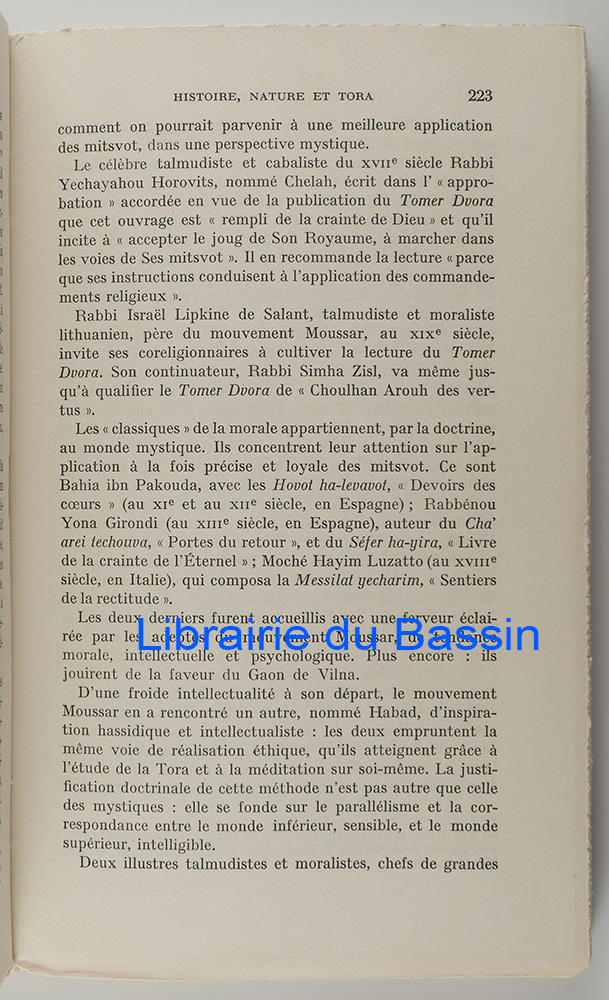 HISTOIRE, NATURE ET TORA 223
comment on pourrait parvenir à une meilleure application
des mitsvot, dans une perspective mystique.
Le célèbre talmudiste et cabaliste du XVIIe siècle Rabbi
Yechayahou Horovits, nommé Chelah, écrit dans l' « appro-
bation » accordée en vue de la publication du Tomer Dvora
que cet ouvrage est « rempli de la crainte de Dieu » et qu'il
incite à « accepter le joug de Son Royaume, à marcher dans
les voies de Ses mitsvot ». Il en recommande la lecture « parce
que ses instructions conduisent à l'application des commande-
ments religieux ».
Rabbi Israël Lipkine de Salant, talmudiste et moraliste
lithuanien, père du mouvement Moussar, au XIXe siècle,
invite ses coreligionnaires à cultiver la lecture du Tomer
Dvora. Son continuateur, Rabbi Simha Zisl, va même jus-
qu'à qualifier le Tomer Dvora de « Choulhan Arouh des ver-
tus ».
Les « classiques » de la morale appartiennent, par la doctrine,
au monde mystique. Ils concentrent leur attention sur l'ap-
plication à la fois précise et loyale des mitsvot. Ce sont
Bahia ibn Pakouda, avec les Hovot ha-levavot, « Devoirs des
cœurs » (au XIe et au XIIe siècle, en Espagne) ; Rabbénou
Yona Girondi (au XIIIe siècle, en Espagne), auteur du Cha'
arei techouva, « Portes du retour », et du Séfer ha-yira, « Livre
de la crainte de l'Éternel » ; Moché Hayim Luzatto (au XVIIIe
siècle, en Italie), qui composa la Messilat yecharim, « Sentiers
de la rectitude ».
Les deux derniers furent accueillis avec une ferveur éclai-
rée par les adeptes du mouvement Moussar, de tendance
Librairie du Bassin
morale, intellectuelle et psychologique. Plus encore : ils
jouirent de la faveur du Gaon de Vilna.
D'une froide intellectualité à son départ, le mouvement
Moussar en a rencontré un autre, nommé Habad, d'inspira-
tion hassidique et intellectualiste : les deux empruntent la
même voie de réalisation éthique, qu'ils atteignent grâce à
l'étude de la Tora et à la méditation sur soi-même. La justi-
fication doctrinale de cette méthode n'est pas autre que celle
des mystiques : elle se fonde sur le parallélisme et la cor-
respondance entre le monde inférieur, sensible, et le monde
supérieur, intelligible.
Deux illustres talmudistes et moralistes, chefs de grandes